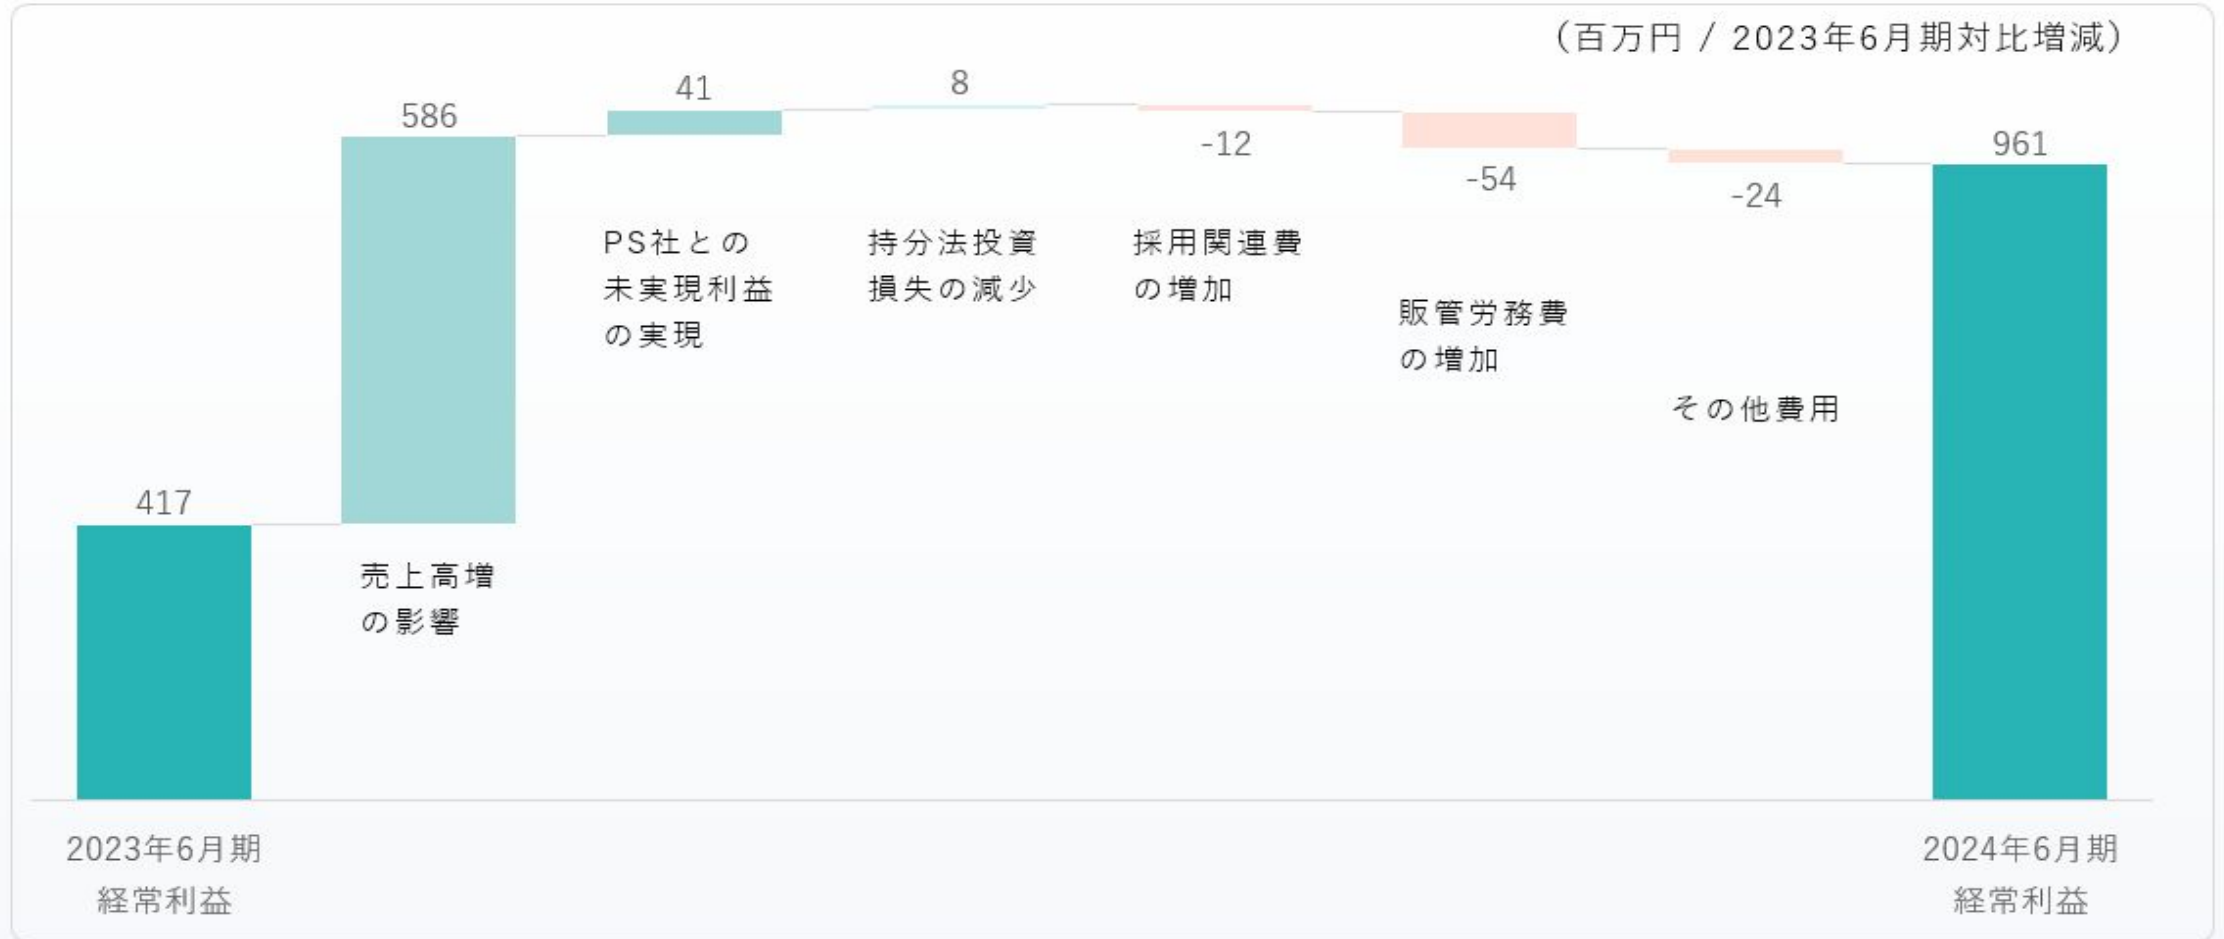 （百万円 / 2023年6月期対比増減）
417
586
41
8
-12
-54
-24
961
売上高増
の影響
PS社との
未実現利益
の実現
持分法投資
損失の減少
採用関連費
の増加
販管労務費
の増加
その他費用
2023年6月期
経常利益
2024年6月期
経常利益